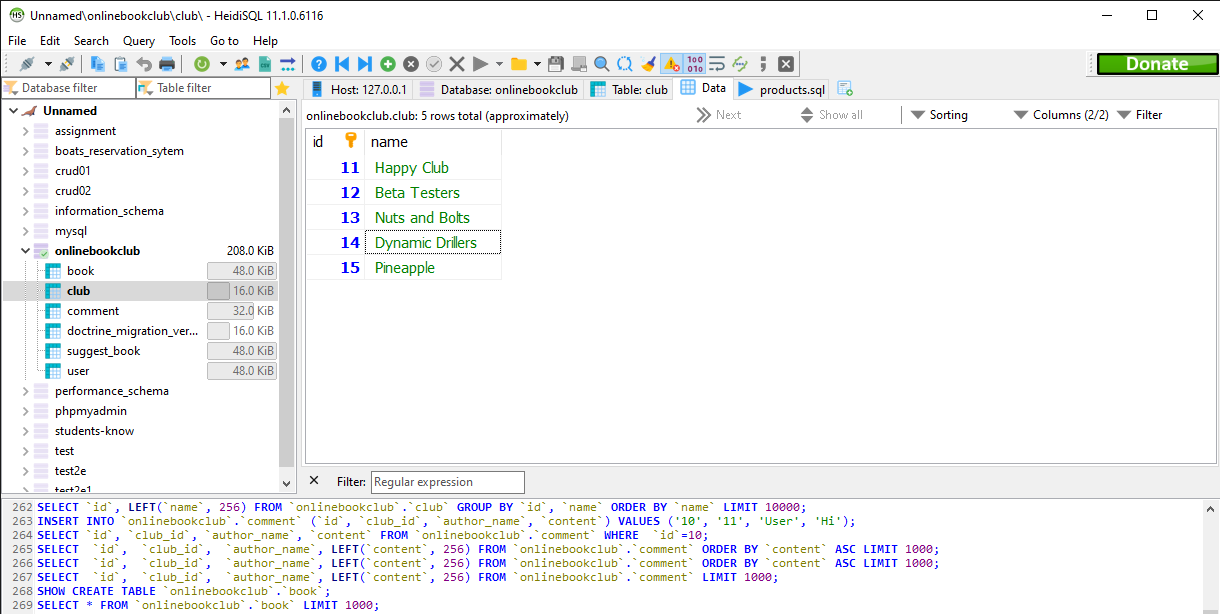 Unnamed\onlinebookclub\club\ - HeidiSQL 11.1.0.6116
File Edit Search Query Tools Go to Help
Donate
Database filter Table filter
Host: 127.0.0.1 Database: onlinebookclub Table: club Data products.sql
onlinebookclub.club: 5 rows total (approximately) Next Show all Sorting Columns (2/2) Filter
Unnamed
assignment
boats_reservation_sytem
crud01
crud02
information_schema
mysql
onlinebookclub 208.0 KiB
book 48.0 KiB
club 16.0 KiB
comment 32.0 KiB
doctrine_migration_ver... 16.0 KiB
suggest_book 48.0 KiB
user 48.0 KiB
performance_schema
phpmyadmin
students-know
test
test2e
test2e1
id name
11 Happy Club
12 Beta Testers
13 Nuts and Bolts
14 Dynamic Drillers
15 Pineapple
Filter: Regular expression
262 SELECT `id`, LEFT(`name`, 256) FROM `onlinebookclub`.`club` GROUP BY `id`, `name` ORDER BY `name` LIMIT 10000;
263 INSERT INTO `onlinebookclub`.`comment` (`id`, `club_id`, `author_name`, `content`) VALUES ('10', '11', 'User', 'Hi');
264 SELECT `id`, `club_id`, `author_name`, `content` FROM `onlinebookclub`.`comment` WHERE  `id`=10;
265 SELECT  `id`,  `club_id`,  `author_name`, LEFT(`content`, 256) FROM `onlinebookclub`.`comment` ORDER BY `content` ASC LIMIT 1000;
266 SELECT  `id`,  `club_id`,  `author_name`, LEFT(`content`, 256) FROM `onlinebookclub`.`comment` ORDER BY `content` ASC LIMIT 1000;
267 SELECT  `id`,  `club_id`,  `author_name`, LEFT(`content`, 256) FROM `onlinebookclub`.`comment` LIMIT 1000;
268 SHOW CREATE TABLE `onlinebookclub`.`book`;
269 SELECT * FROM `onlinebookclub`.`book` LIMIT 1000;